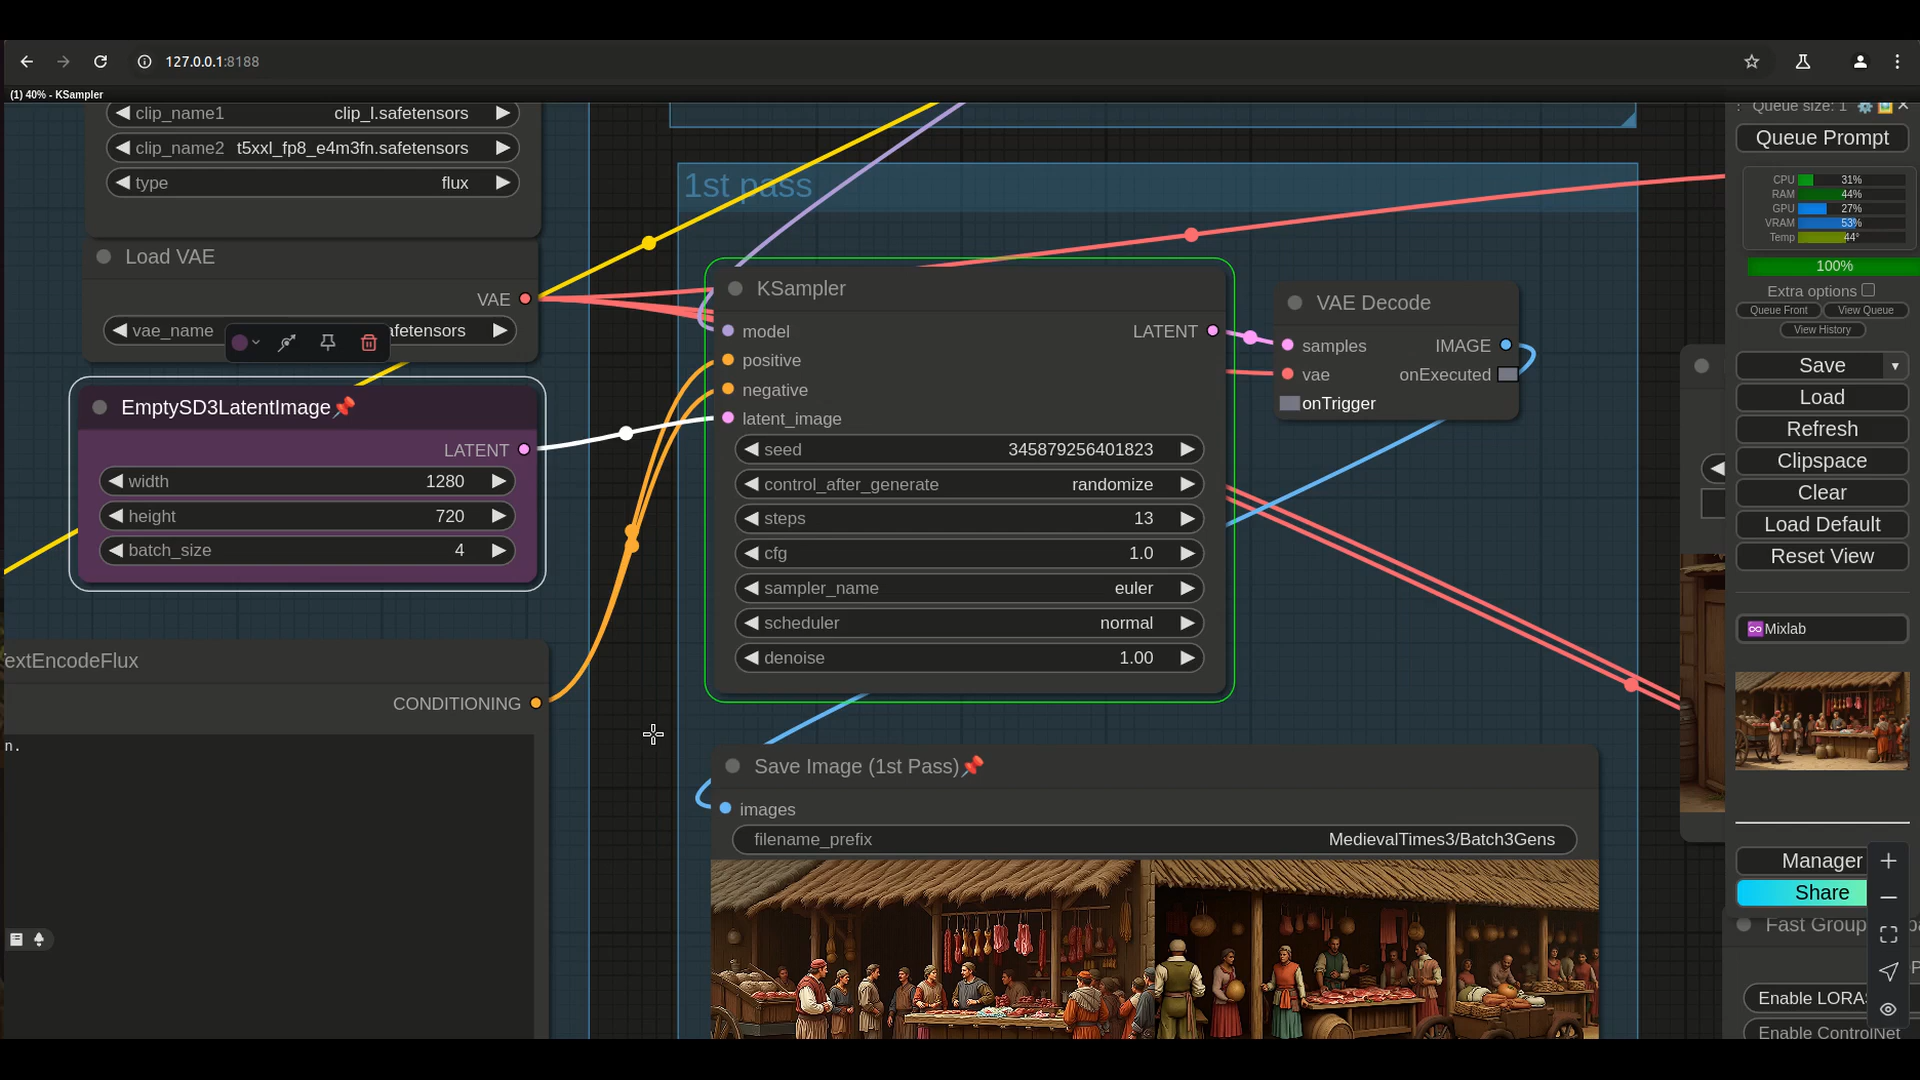 127.0.0.1:8188
(1) 40% - KSampler
clip_name1 clip_l.safetensors
clip_name2 t5xxl_fp8_e4m3fn.safetensors
type flux
Load VAE
VAE
vae_name afetensors
EmptySD3LatentImage
LATENT
width 1280
height 720
batch_size 4
extEncodeFlux
CONDITIONING
n.
1st pass
KSampler
model LATENT
positive
negative
latent_image
seed 345879256401823
control_after_generate randomize
steps 13
cfg 1.0
sampler_name euler
scheduler normal
denoise 1.00
VAE Decode
samples IMAGE
vae onExecuted
onTrigger
Save Image (1st Pass)
images
filename_prefix MedievalTimes3/Batch3Gens
Queue size: 1
Queue Prompt
CPU 31%
RAM 44%
GPU 27%
VRAM 53%
Temp 44°
100%
Extra options
Queue Front View Queue
View History
Save
Load
Refresh
Clipspace
Clear
Load Default
Reset View
Mixlab
Manager
Share
Fast Group
Enable LORAs
Enable ControlNet